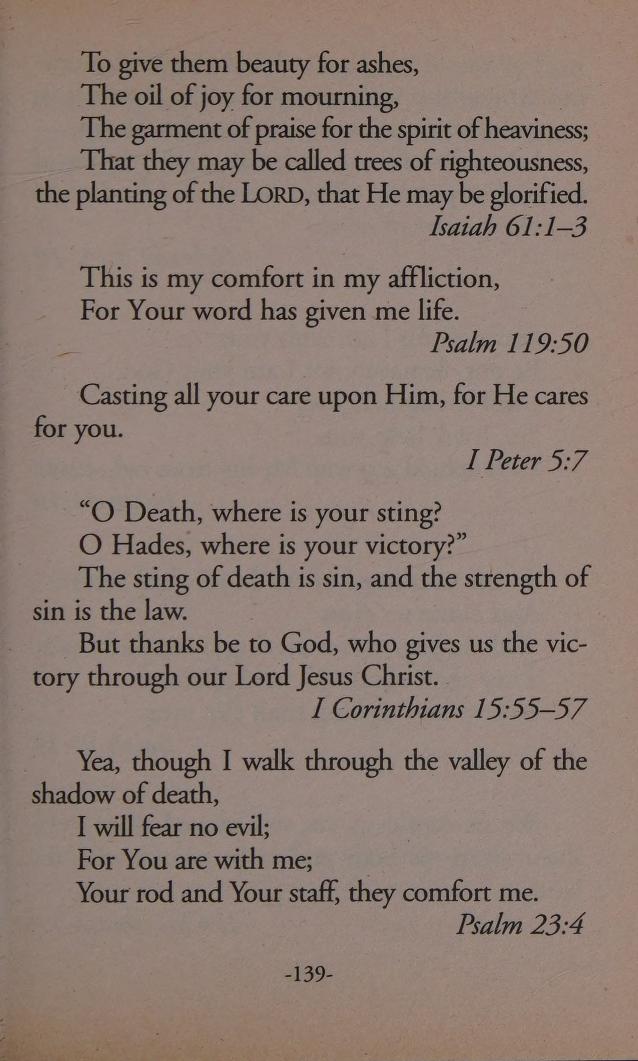 To give them beauty for ashes,
The oil of joy for mourning,
The garment of praise for the spirit of heaviness;
That they may be called trees of righteousness,
the planting of the LORD, that He may be glorified.
Isaiah 61:1–3
This is my comfort in my affliction,
For Your word has given me life.
Psalm 119:50
Casting all your care upon Him, for He cares
for you.
I Peter 5:7
“O Death, where is your sting?
O Hades, where is your victory?”
The sting of death is sin, and the strength of
sin is the law.
But thanks be to God, who gives us the vic-
tory through our Lord Jesus Christ.
I Corinthians 15:55–57
Yea, though I walk through the valley of the
shadow of death,
I will fear no evil;
For You are with me;
Your rod and Your staff, they comfort me.
Psalm 23:4
-139-